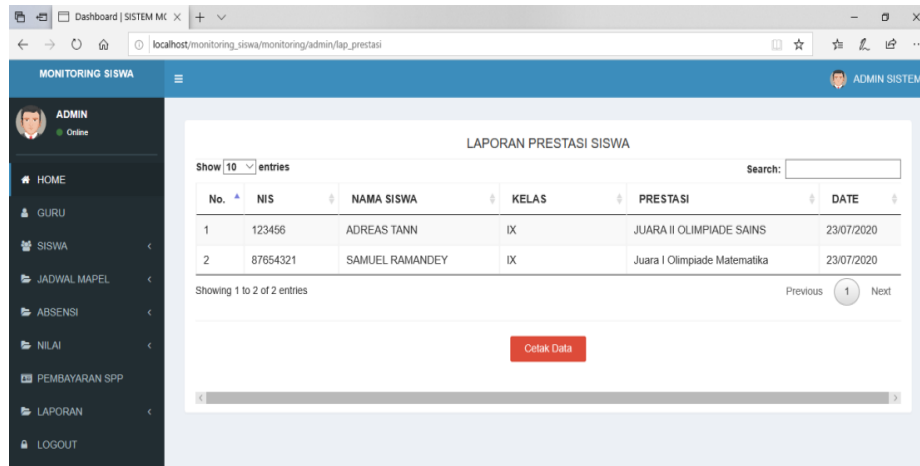 Dashboard | SISTEM MC
localhost/monitoring_siswa/monitoring/admin/lap_prestasi
MONITORING SISWA
ADMIN SISTEM
ADMIN
Online
HOME
GURU
SISWA
JADWAL MAPEL
ABSENSI
NILAI
PEMBAYARAN SPP
LAPORAN
LOGOUT
LAPORAN PRESTASI SISWA
Show 10 entries
Search:
No. NIS NAMA SISWA KELAS PRESTASI DATE
1 123456 ADREAS TANN IX JUARA II OLIMPIADE SAINS 23/07/2020
2 87654321 SAMUEL RAMANDEY IX Juara I Olimpiade Matematika 23/07/2020
Showing 1 to 2 of 2 entries
Previous 1 Next
Cetak Data